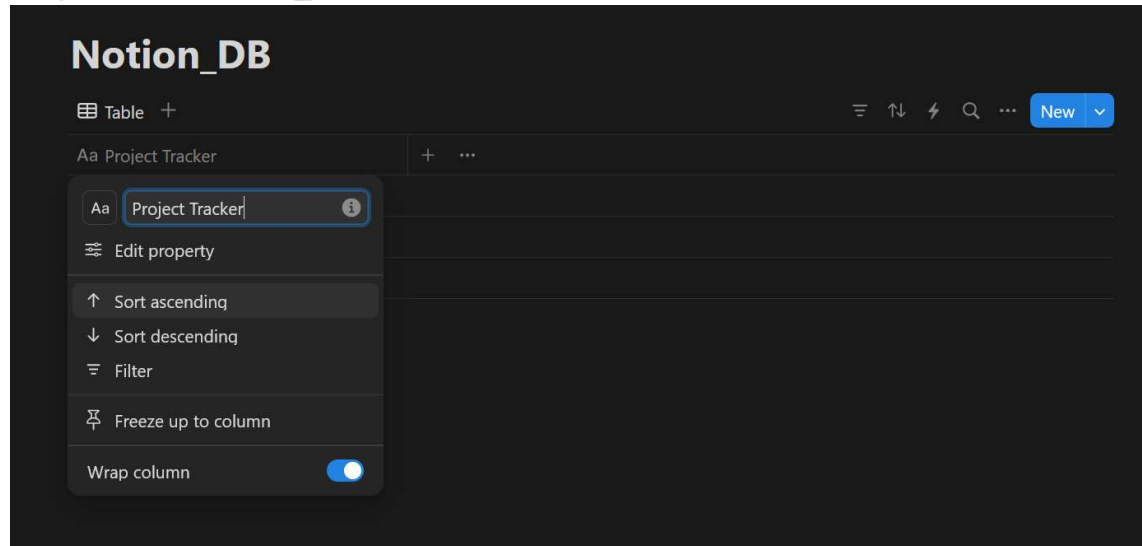 Notion_DB
Table
New
Aa Project Tracker
Aa Project Tracker
Edit property
Sort ascending
Sort descending
Filter
Freeze up to column
Wrap column